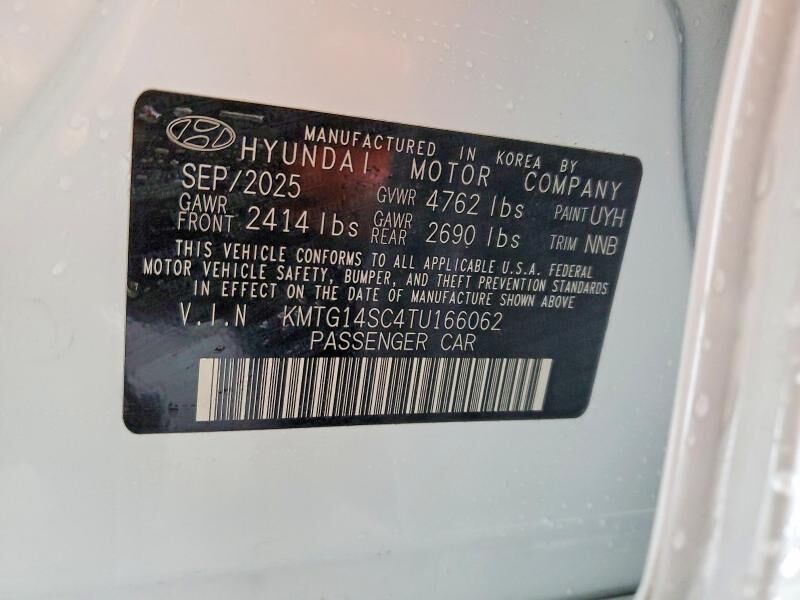 MANUFACTURED IN KOREA BY
HYUNDAI MOTOR COMPANY
SEP/2025 GVWR 4762 lbs PAINT UYH
GAWR FRONT 2414 lbs GAWR REAR 2690 lbs TRIM NNB
THIS VEHICLE CONFORMS TO ALL APPLICABLE U.S.A. FEDERAL
MOTOR VEHICLE SAFETY, BUMPER, AND THEFT PREVENTION STANDARDS
IN EFFECT ON THE DATE OF MANUFACTURE SHOWN ABOVE
V.I.N KMTG14SC4TU166062
PASSENGER CAR